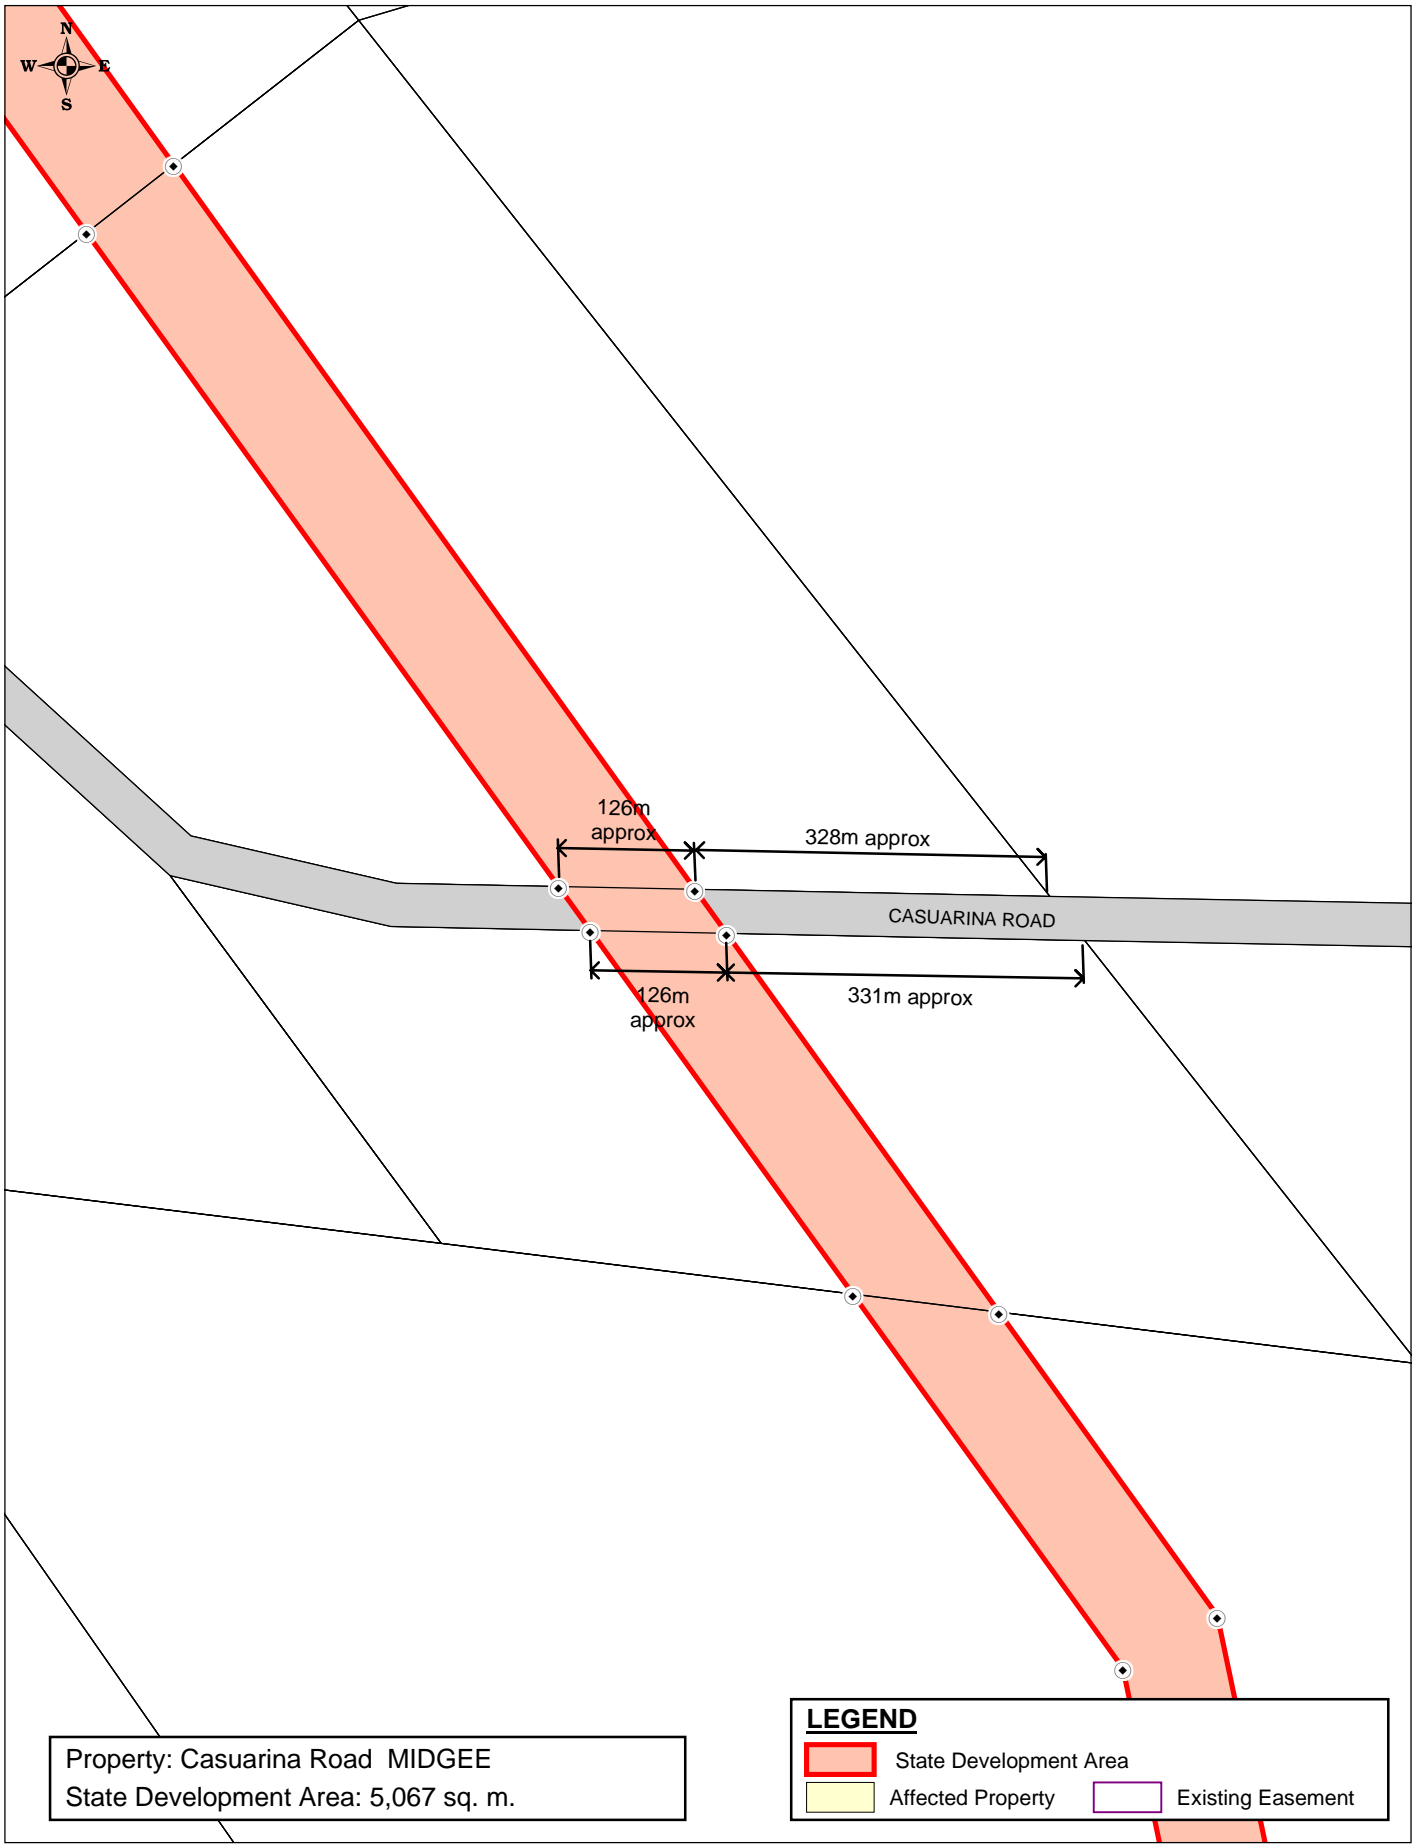 N
W E
S
126m
approx
328m approx
CASUARINA ROAD
126m
approx
331m approx
Property: Casuarina Road MIDGEE
State Development Area: 5,067 sq. m.
LEGEND
State Development Area
Affected Property
Existing Easement